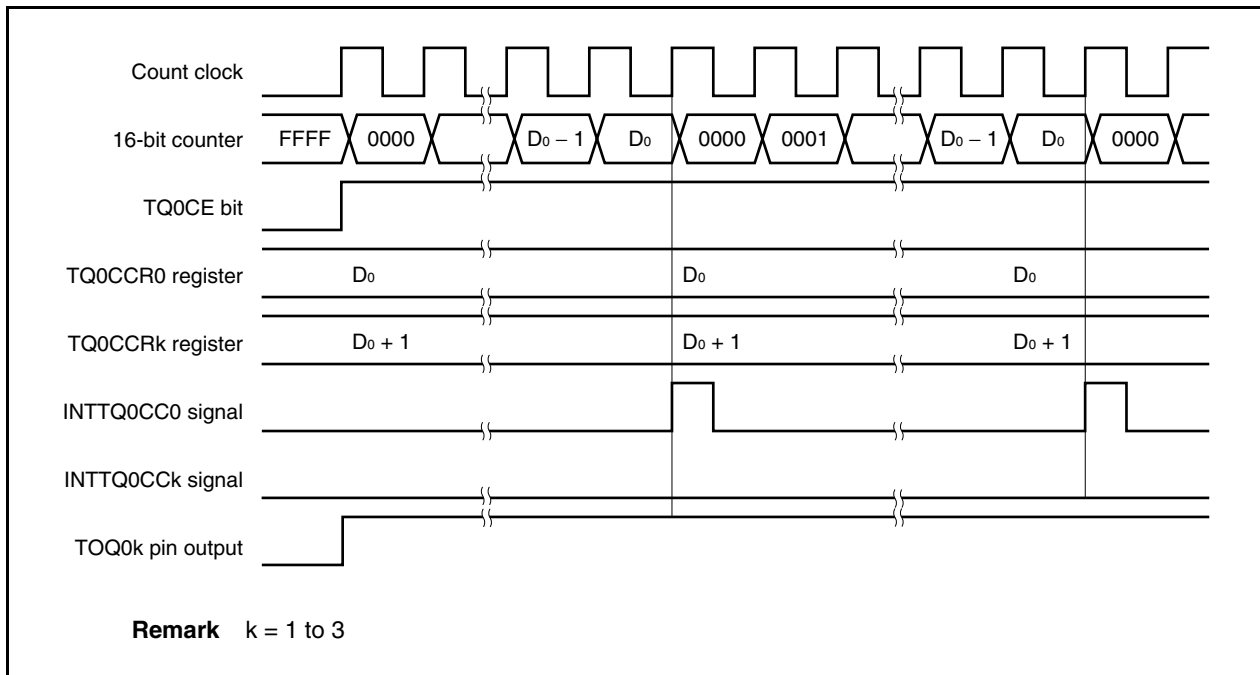 Count clock
16-bit counter FFFF 0000 D0 − 1 D0 0000 0001 D0 − 1 D0 0000
TQ0CE bit
TQ0CCR0 register D0 D0 D0
TQ0CCRk register D0 + 1 D0 + 1 D0 + 1
INTTQ0CC0 signal
INTTQ0CCk signal
TOQ0k pin output
Remark k = 1 to 3